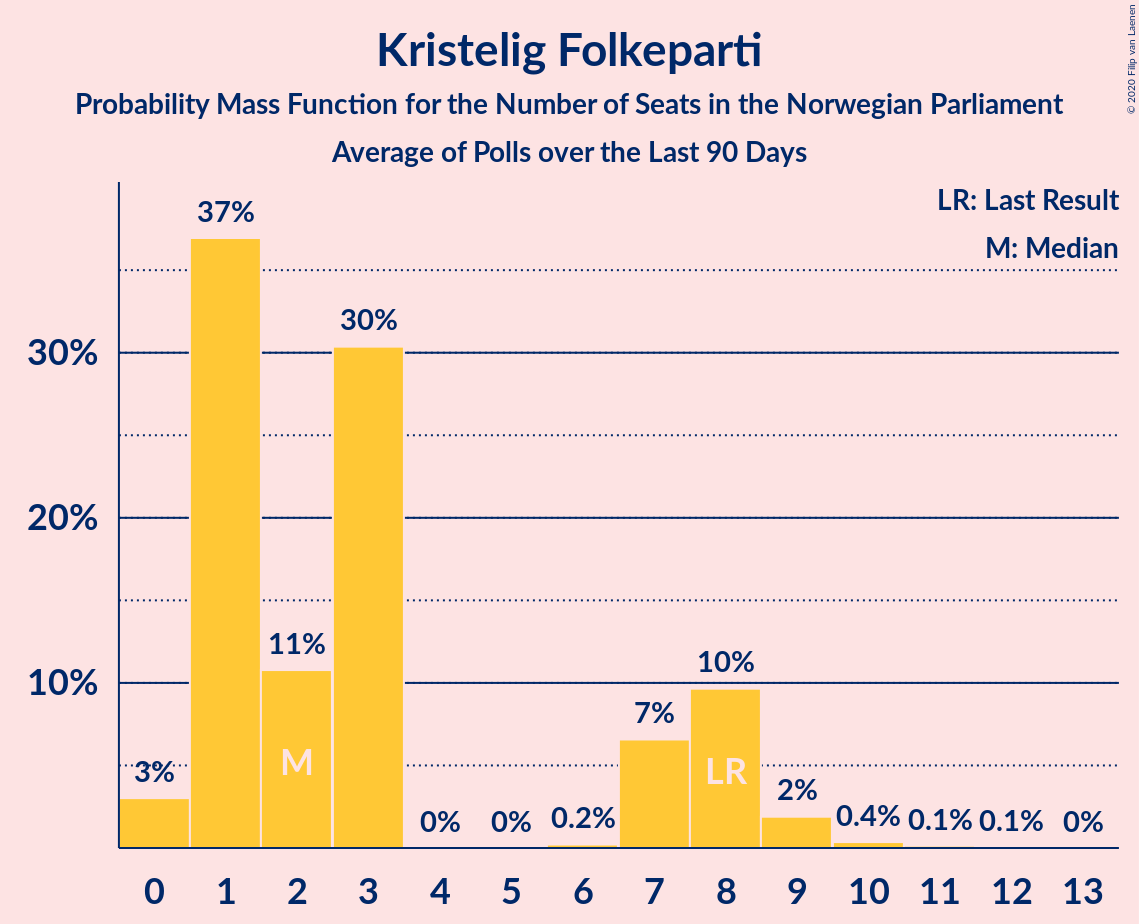 Kristelig Folkeparti
Probability Mass Function for the Number of Seats in the Norwegian Parliament
Average of Polls over the Last 90 Days
© 2020 Filip van Laenen
LR: Last Result
M: Median
37%
30%
11%
10%
7%
3%
2%
0%
0%
0.2%
0.4%
0.1%
0.1%
0%
M
LR
30%
20%
10%
0 1 2 3 4 5 6 7 8 9 10 11 12 13